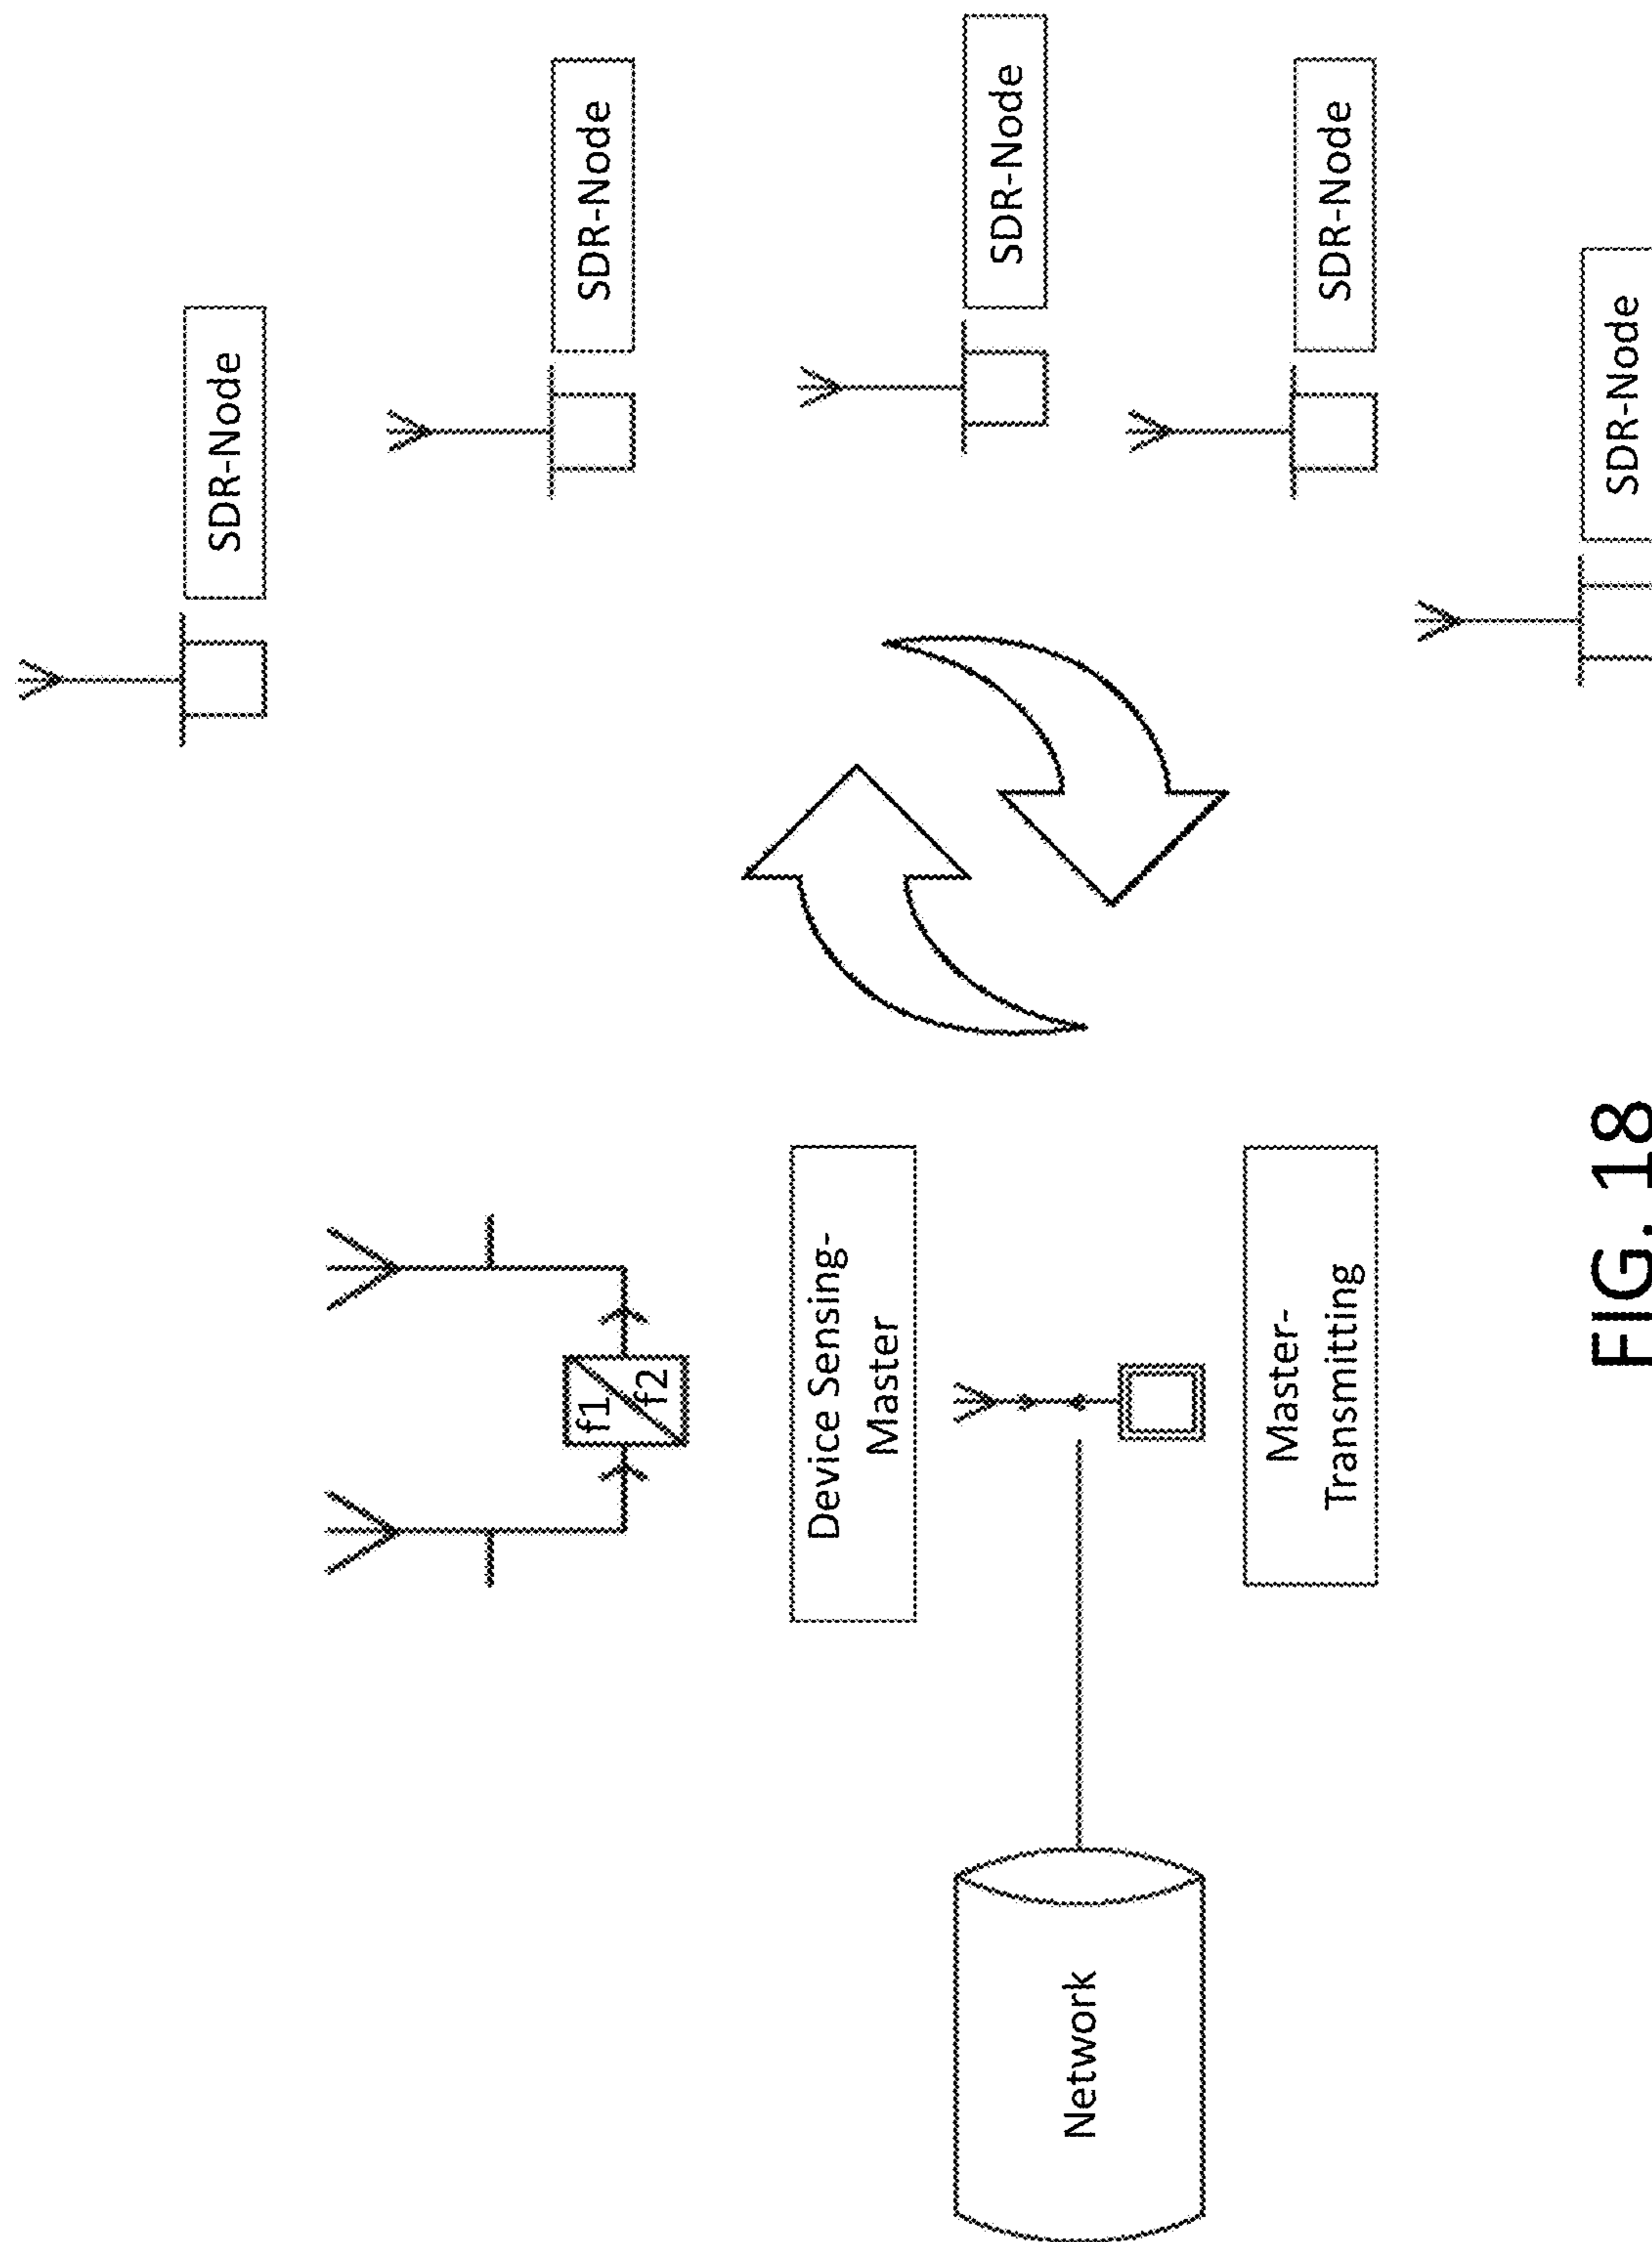 SDR-Node
f1
f2
SDR-Node
Device Sensing-
Master
SDR-Node
Network
Master-
Transmitting
SDR-Node
SDR-Node
FIG. 18